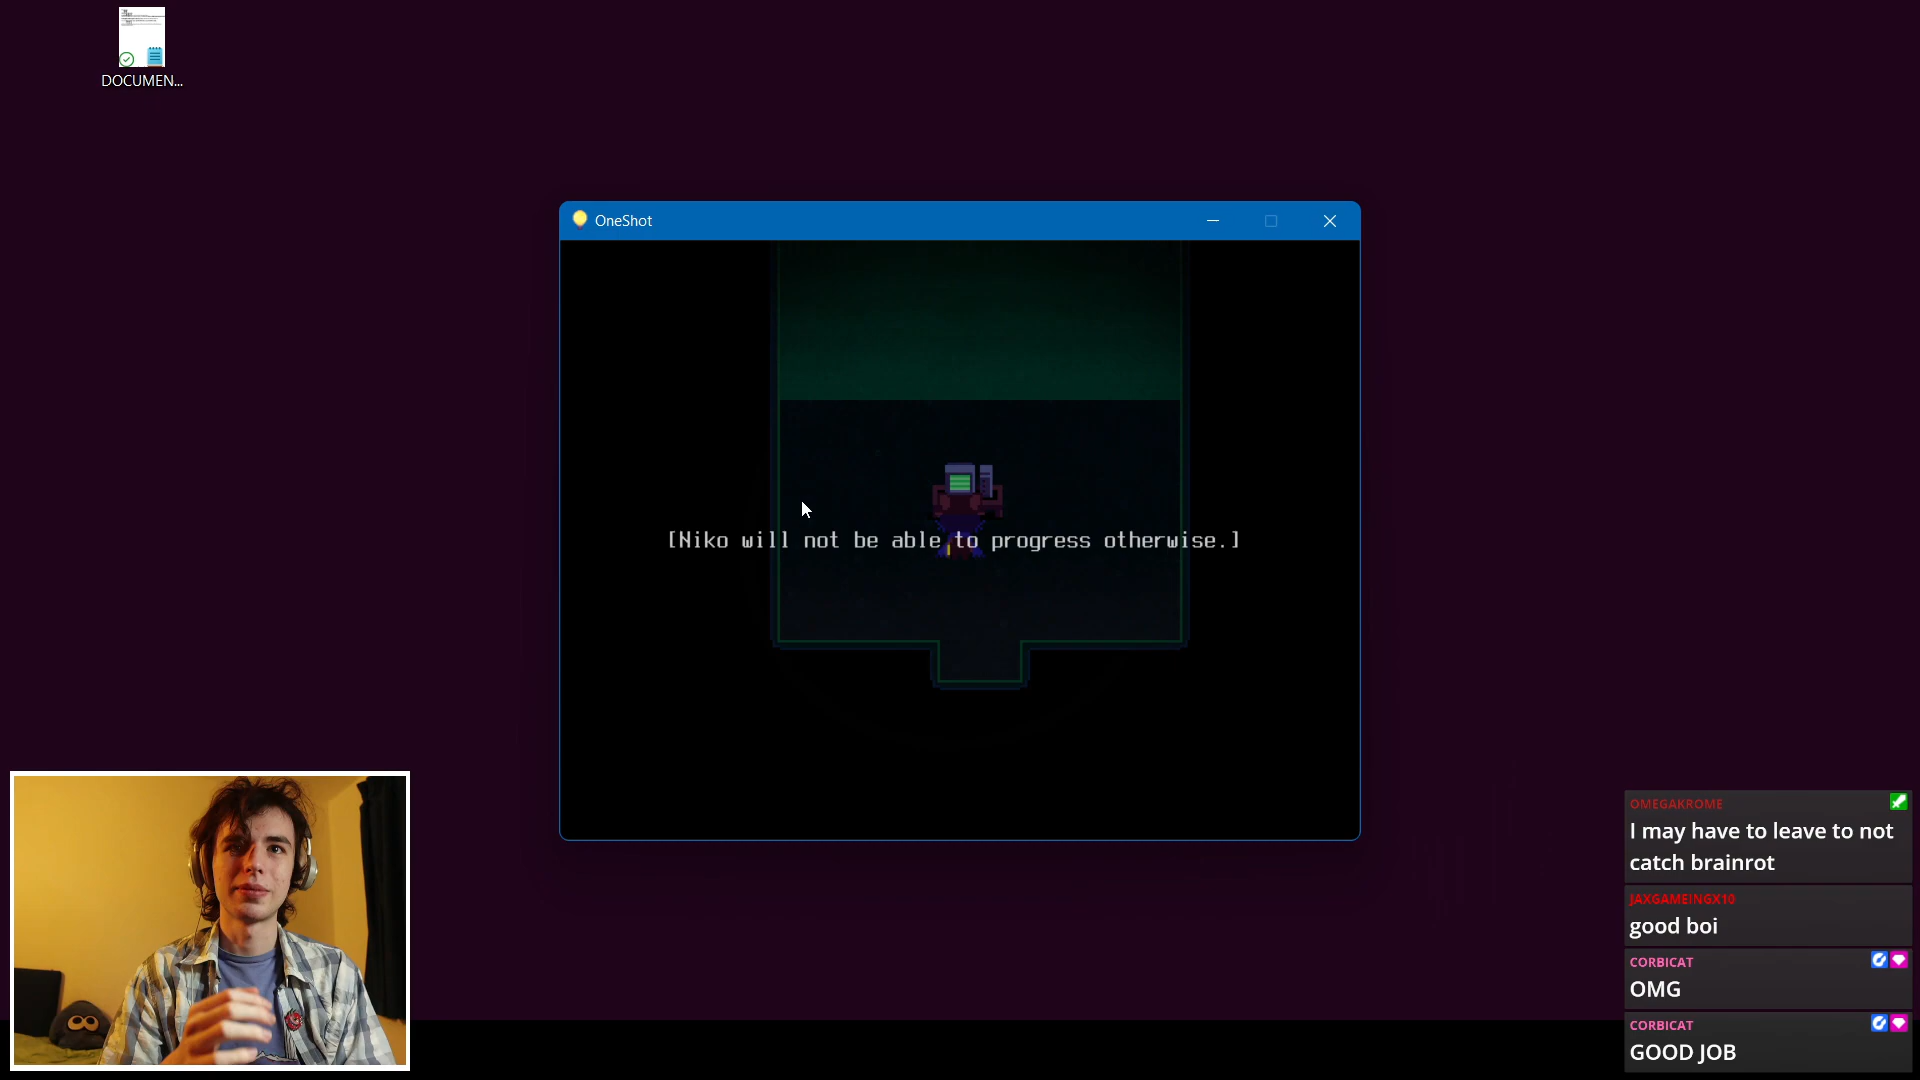 DOCUMEN...
OneShot
[Niko will not be able to progress otherwise.]
OMEGAKROME
I may have to leave to not
catch brainrot
JAXGAMEINGX10
good boi
CORBICAT
OMG
CORBICAT
GOOD JOB